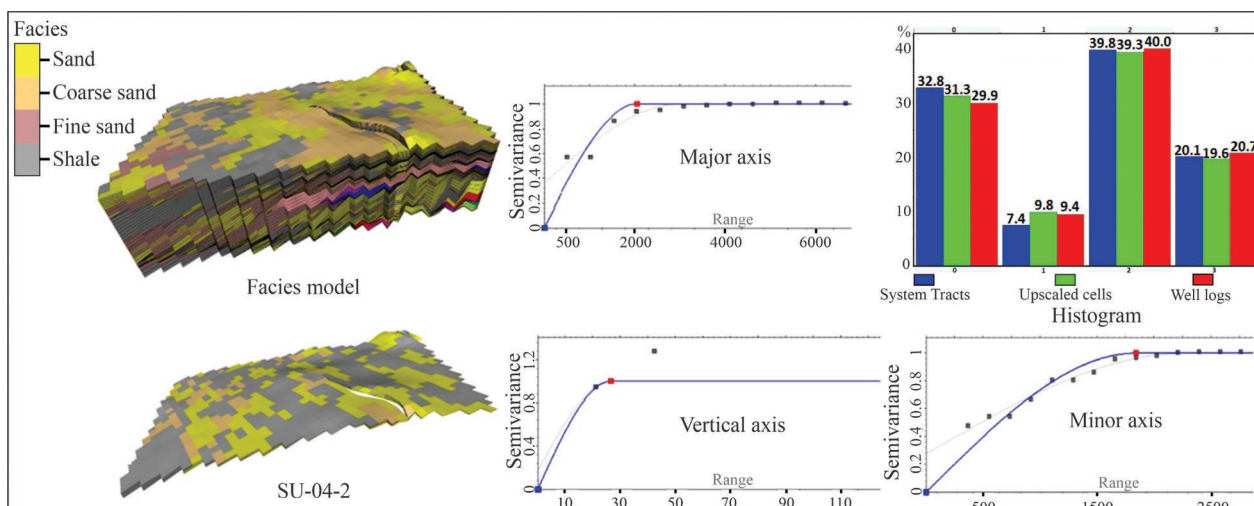 Facies
Sand
Coarse sand
Fine sand
Shale
Facies model
SU-04-2
Semivariance
0 0.2 0.4 0.6 0.8 1
Major axis
Range
500 2000 4000 6000
%
0 1 2 3
40
30
20
10
0
32.8 31.3 29.9
7.4 9.8 9.4
39.8 39.3 40.0
20.1 19.6 20.7
0 1 2 3
System Tracts Upscaled cells Well logs
Histogram
Semivariance
0 0.4 0.8 1.2
Vertical axis
Range
10 30 50 70 90 110
Semivariance
0 0.2 0.4 0.6 0.8 1
Minor axis
Range
500 1500 2500